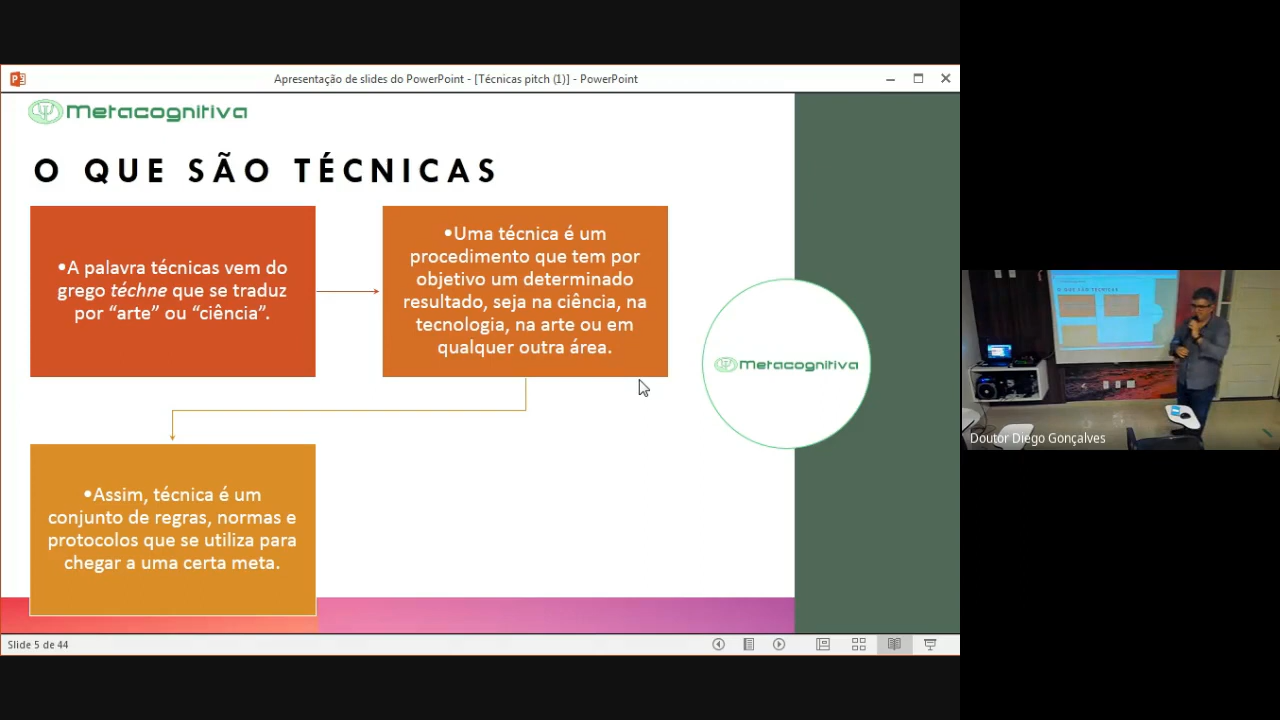 Apresentação de slides do PowerPoint - [Técnicas pitch (1)] - PowerPoint
Metacognitiva
O QUE SÃO TÉCNICAS
•A palavra técnicas vem do
grego téchne que se traduz
por “arte” ou “ciência”.
•Uma técnica é um
procedimento que tem por
objetivo um determinado
resultado, seja na ciência, na
tecnologia, na arte ou em
qualquer outra área.
•Assim, técnica é um
conjunto de regras, normas e
protocolos que se utiliza para
chegar a uma certa meta.
Metacognitiva
Slide 5 de 44
O QUE SÃO TÉCNICAS
Doutor Diego Gonçalves